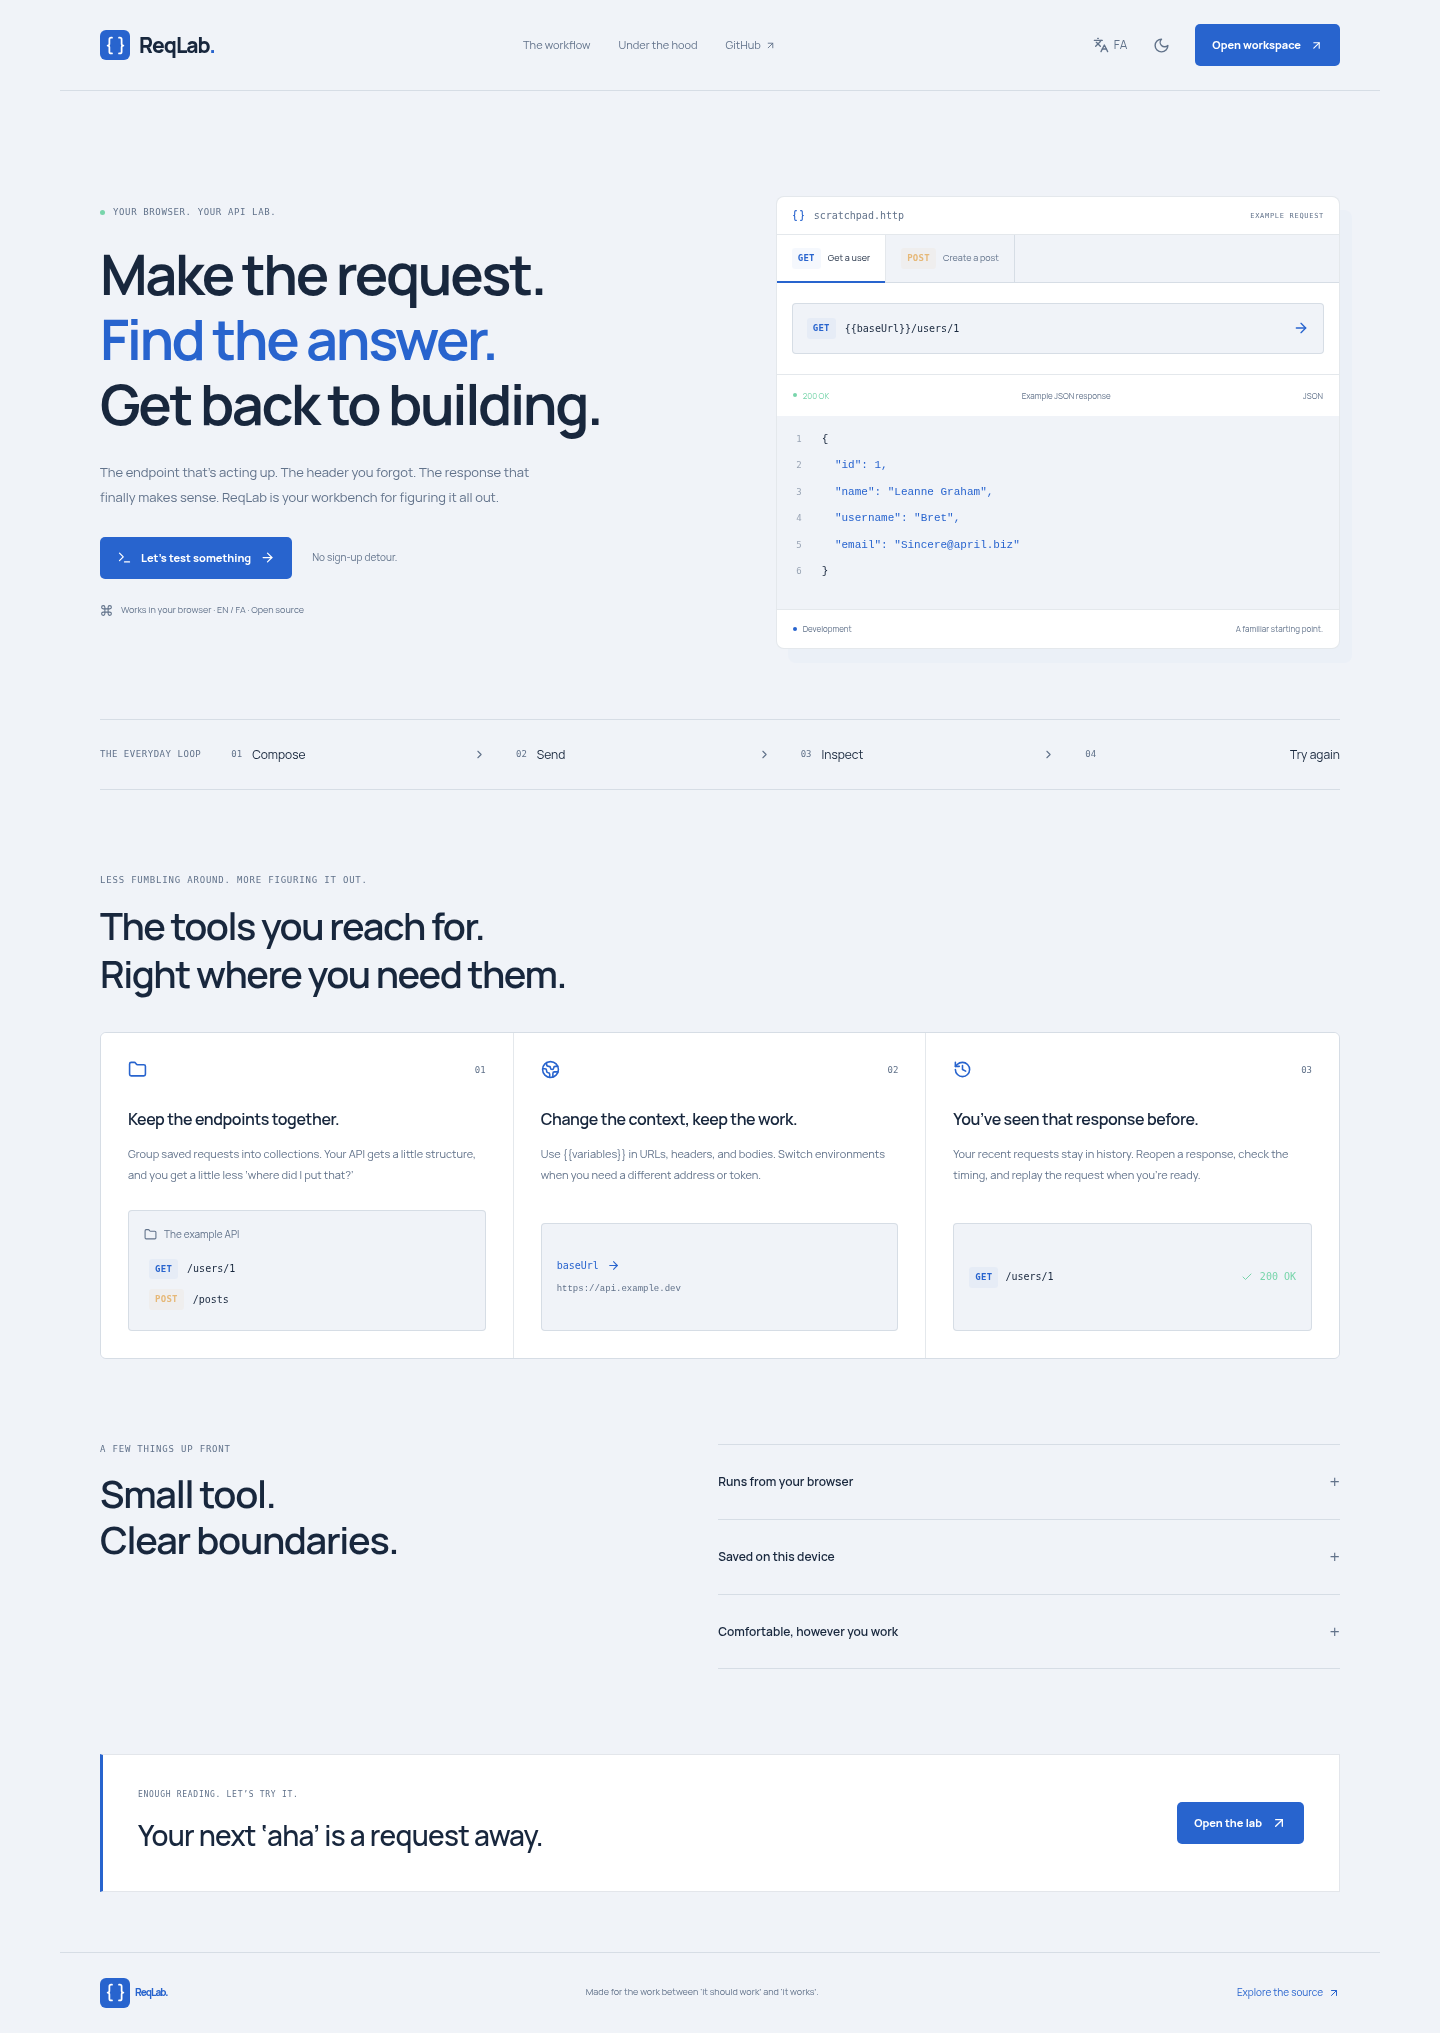 { } ReqLab.
The workflow
Under the hood
GitHub
FA
Open workspace
YOUR BROWSER. YOUR API LAB.
Make the request.
Find the answer.
Get back to building.
The endpoint that's acting up. The header you forgot. The response that
finally makes sense. ReqLab is your workbench for figuring it all out.
Let's test something
No sign-up detour.
Works in your browser · EN / FA · Open source
{} scratchpad.http
EXAMPLE REQUEST
GET Get a user
POST Create a post
GET {{baseUrl}}/users/1
200 OK
Example JSON response
JSON
1 {
2 "id": 1,
3 "name": "Leanne Graham",
4 "username": "Bret",
5 "email": "Sincere@april.biz"
6 }
Development
A familiar starting point.
THE EVERYDAY LOOP
01 Compose
02 Send
03 Inspect
04 Try again
LESS FUMBLING AROUND. MORE FIGURING IT OUT.
The tools you reach for.
Right where you need them.
01
Keep the endpoints together.
Group saved requests into collections. Your API gets a little structure,
and you get a little less 'where did I put that?'
The example API
GET /users/1
POST /posts
02
Change the context, keep the work.
Use {{variables}} in URLs, headers, and bodies. Switch environments
when you need a different address or token.
baseUrl
https://api.example.dev
03
You've seen that response before.
Your recent requests stay in history. Reopen a response, check the
timing, and replay the request when you're ready.
GET /users/1
200 OK
A FEW THINGS UP FRONT
Small tool.
Clear boundaries.
Runs from your browser +
Saved on this device +
Comfortable, however you work +
ENOUGH READING. LET'S TRY IT.
Your next ‘aha’ is a request away.
Open the lab
{ } ReqLab.
Made for the work between 'it should work' and 'it works'.
Explore the source